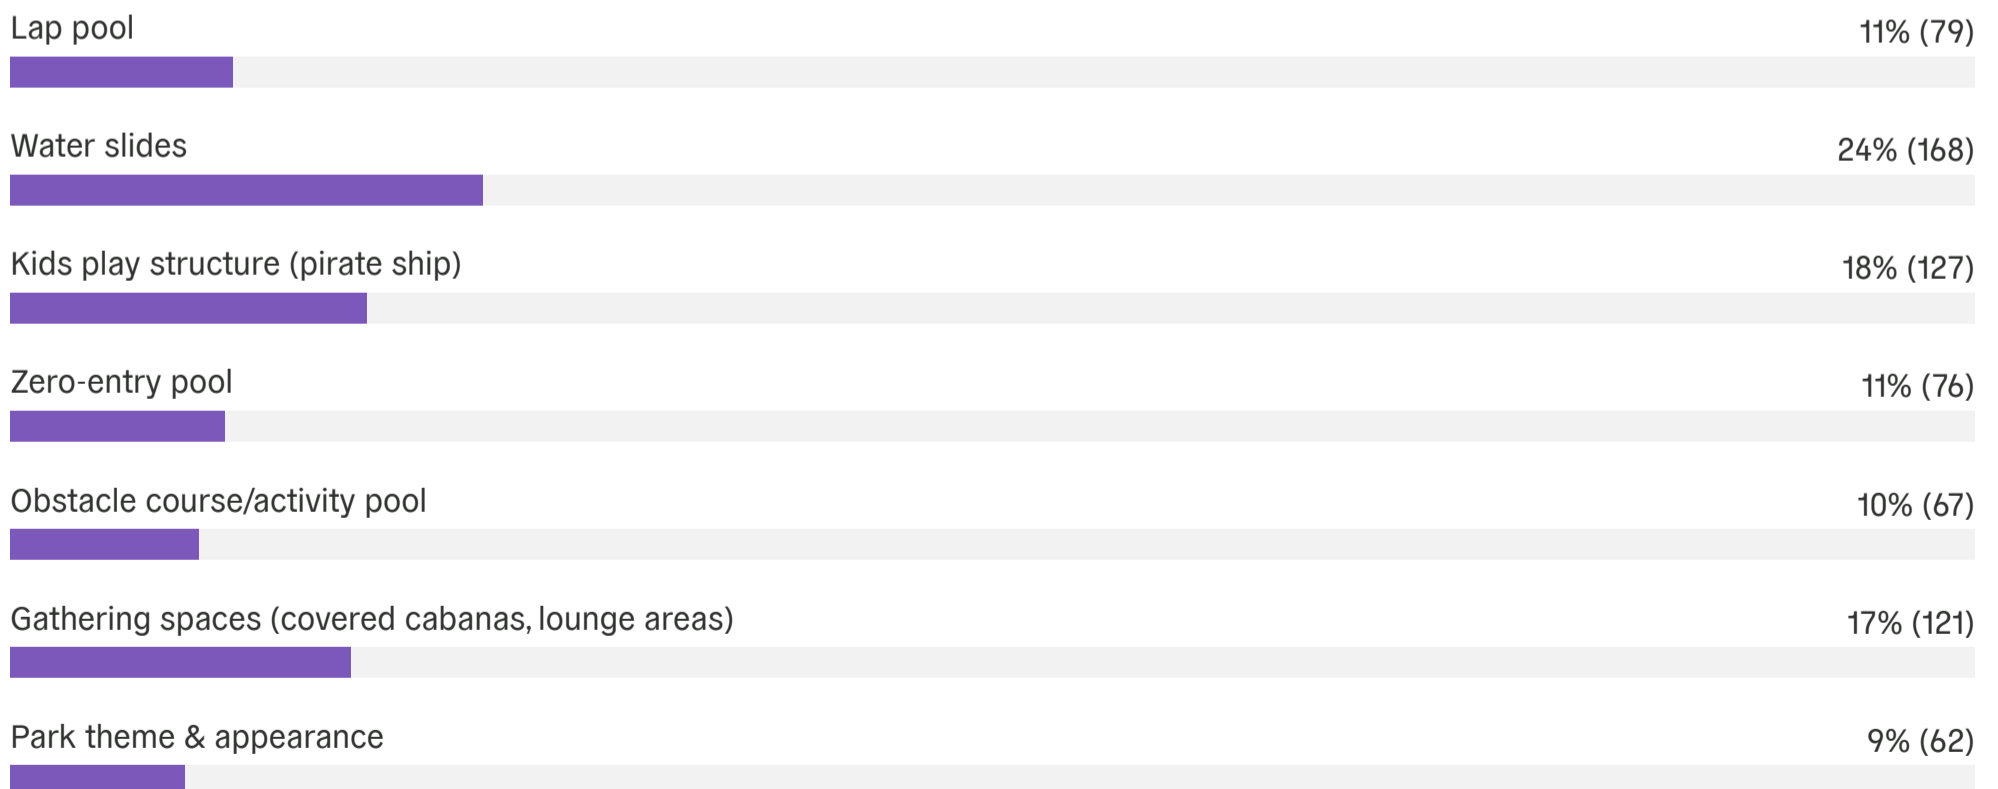 Lap pool 11% (79)
Water slides 24% (168)
Kids play structure (pirate ship) 18% (127)
Zero-entry pool 11% (76)
Obstacle course/activity pool 10% (67)
Gathering spaces (covered cabanas, lounge areas) 17% (121)
Park theme & appearance 9% (62)